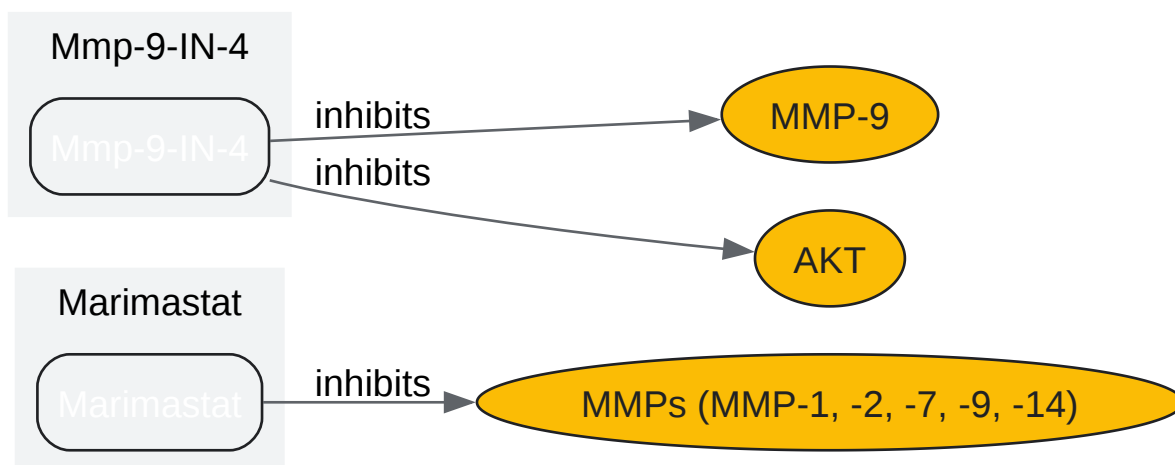 Mmp-9-IN-4
Mmp-9-IN-4
inhibits
MMP-9
inhibits
AKT
Marimastat
Marimastat
inhibits
MMPs (MMP-1, -2, -7, -9, -14)